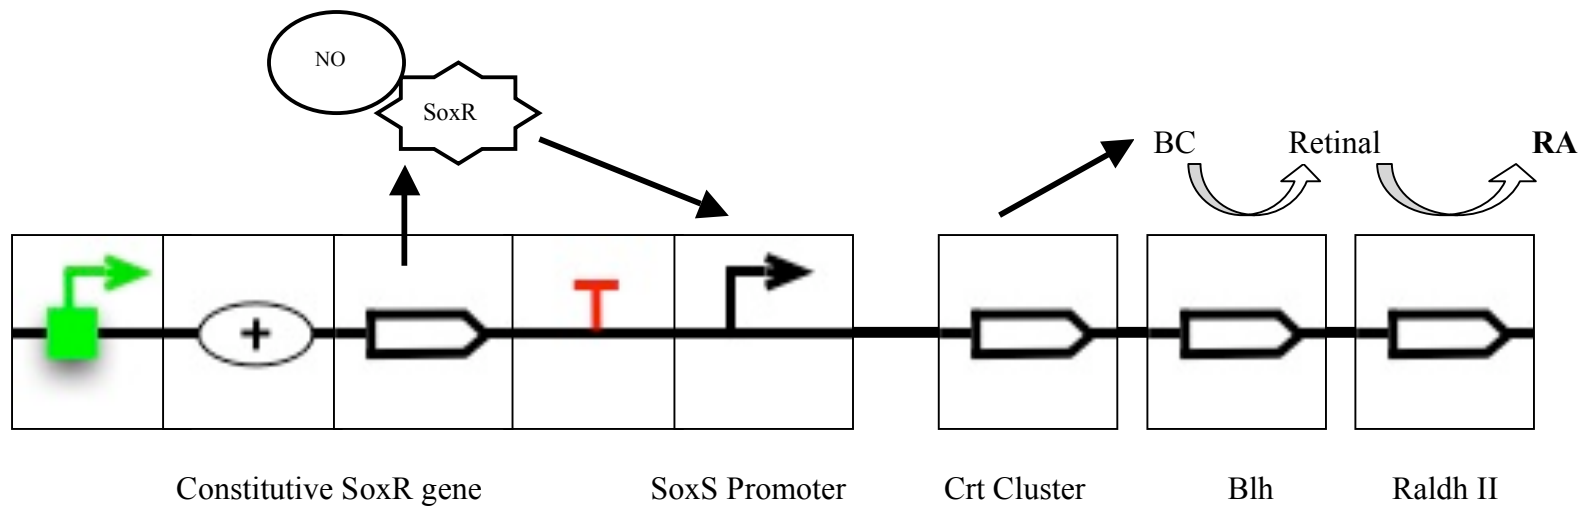 NO
SoxR
BC Retinal RA
+
Constitutive SoxR gene SoxS Promoter Crt Cluster Blh Raldh II